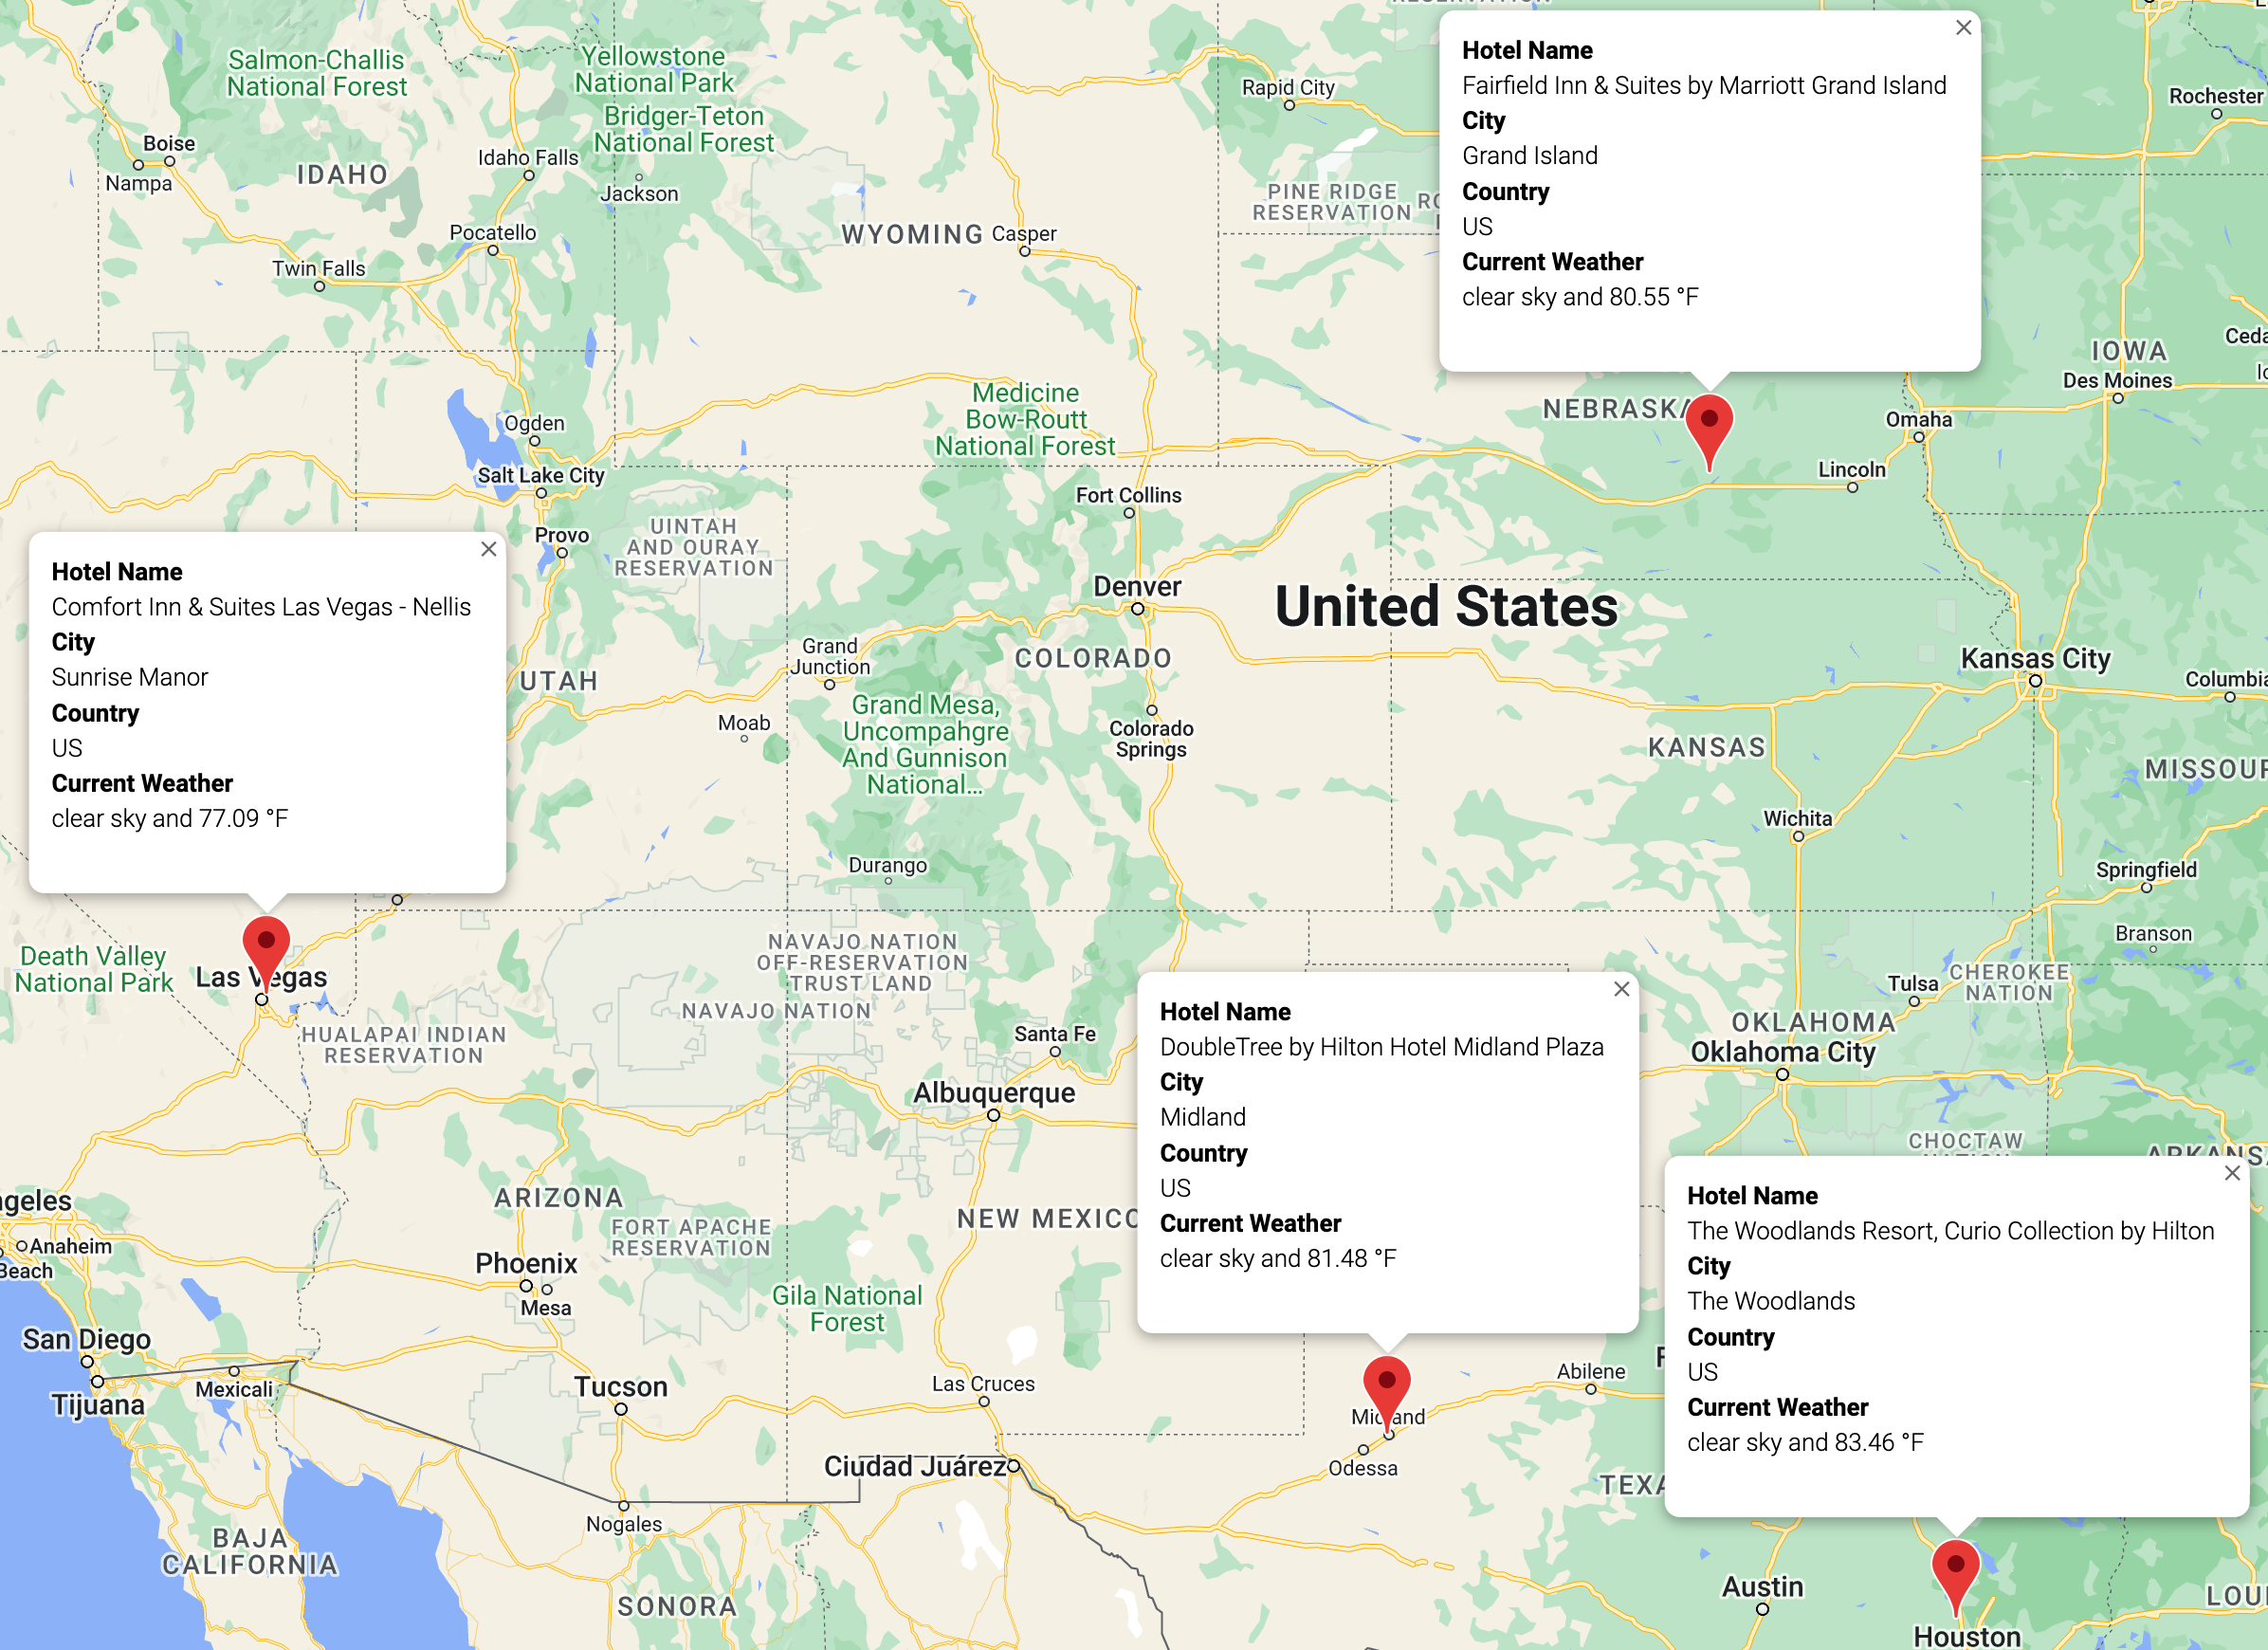 Hotel Name
Fairfield Inn & Suites by Marriott Grand Island
City
Grand Island
Country
US
Current Weather
clear sky and 80.55 °F
Hotel Name
Comfort Inn & Suites Las Vegas - Nellis
City
Sunrise Manor
Country
US
Current Weather
clear sky and 77.09 °F
Hotel Name
DoubleTree by Hilton Hotel Midland Plaza
City
Midland
Country
US
Current Weather
clear sky and 81.48 °F
Hotel Name
The Woodlands Resort, Curio Collection by Hilton
City
The Woodlands
Country
US
Current Weather
clear sky and 83.46 °F
Salmon-Challis
National Forest
Yellowstone
National Park
Bridger-Teton
National Forest
Rapid City
Rochester
Boise
Nampa
IDAHO
Idaho Falls
Jackson
PINE RIDGE
RESERVATION
Pocatello
WYOMING
Casper
Twin Falls
IOWA
Des Moines
Medicine
Bow-Routt
National Forest
NEBRASKA
Omaha
Ogden
Lincoln
Salt Lake City
Fort Collins
Provo
UINTAH
AND OURAY
RESERVATION
Denver
United States
Grand
Junction
COLORADO
Kansas City
UTAH
Columbia
Grand Mesa,
Uncompahgre
And Gunnison
National...
Moab
Colorado
Springs
KANSAS
MISSOUR
Wichita
Durango
Springfield
Branson
Death Valley
National Park
Las Vegas
NAVAJO NATION
OFF-RESERVATION
TRUST LAND
NAVAJO NATION
CHEROKEE
NATION
Tulsa
HUALAPAI INDIAN
RESERVATION
Santa Fe
OKLAHOMA
Oklahoma City
Albuquerque
CHOCTAW
ARKANSA
ARIZONA
NEW MEXICO
geles
Anaheim
Beach
FORT APACHE
RESERVATION
Phoenix
Mesa
Gila National
Forest
San Diego
Tijuana
Mexicali
Tucson
Las Cruces
Abilene
Midland
Odessa
Ciudad Juárez
TEXA
Nogales
BAJA
CALIFORNIA
SONORA
Austin
LOUI
Houston